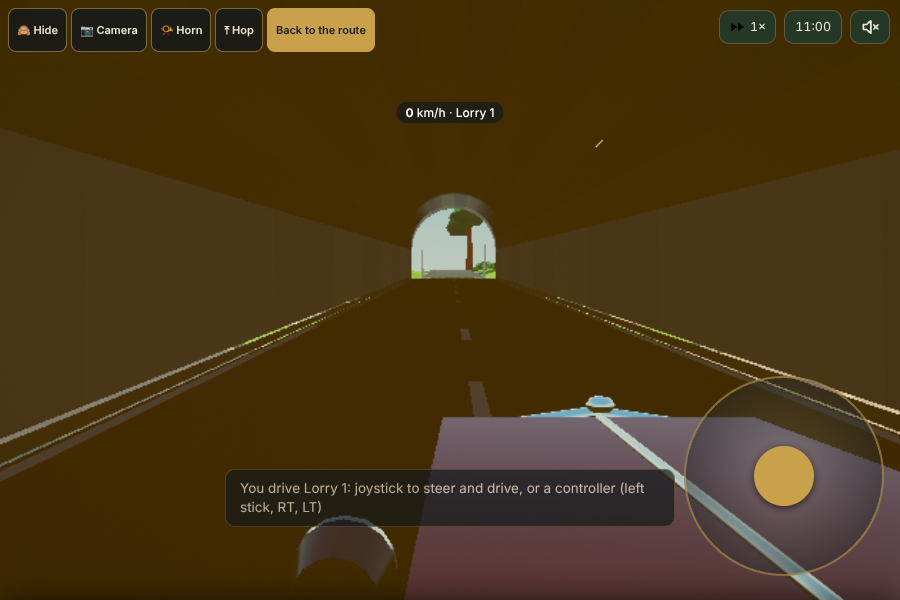 🙈 Hide 📷 Camera 📯 Horn ⤒ Hop Back to the route ⏩ 1× 11:00
0 km/h · Lorry 1
You drive Lorry 1: joystick to steer and drive, or a controller (left
stick, RT, LT)